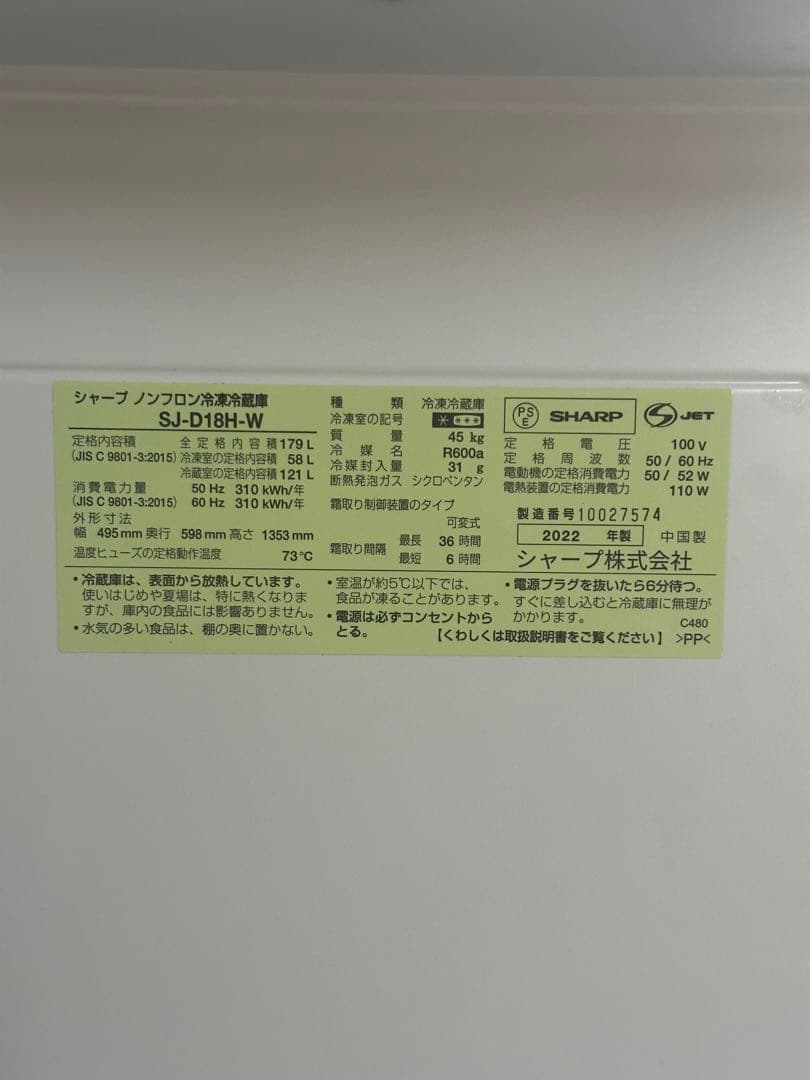 シャープ ノンフロン冷凍冷蔵庫
SJ-D18H-W
定格内容積 全定格内容積 179 L
(JIS C 9801-3:2015) 冷凍室の定格内容積 58 L
冷蔵室の定格内容積 121 L
消費電力量 50 Hz 310 kWh/年
(JIS C 9801-3:2015) 60 Hz 310 kWh/年
外形寸法
幅 495mm 奥行 598mm 高さ 1353mm
温度ヒューズの定格動作温度 73℃
種類 冷凍冷蔵庫
冷凍室の記号
質量 45 kg
冷媒名 R600a
冷媒封入量 31 g
断熱発泡ガス シクロペンタン
霜取り制御装置のタイプ
可変式
霜取り間隔 最長 36 時間
最短 6 時間
PS E SHARP JET
定格電圧 100 V
定格周波数 50 / 60 Hz
電動機の定格消費電力 50 / 52 W
電熱装置の定格消費電力 110 W
製造番号 10027574
2022 年製 中国製
シャープ株式会社
・冷蔵庫は、表面から放熱しています。
使いはじめや夏場は、特に熱くなりま
すが、庫内の食品には影響ありません。
・水気の多い食品は、棚の奥に置かない。
・室温が約5℃以下では、
食品が凍ることがあります。
・電源は必ずコンセントから
とる。
・電源プラグを抜いたら6分待つ。
すぐに差し込むと冷蔵庫に無理が
かかります。
C480
【くわしくは取扱説明書をご覧ください】 >PP<